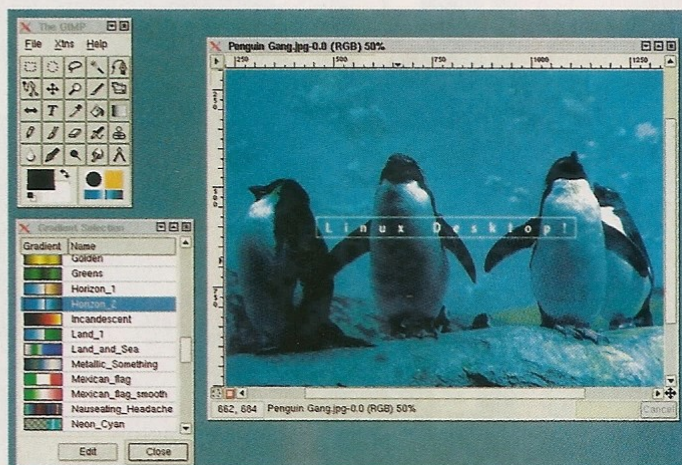 The GIMP
File Xtns Help
Penguin Gang.jpg-0.0 (RGB) 50%
250 500 750 1000 1250
Linux Desktop!
Gradient Selection
Gradient Name
Golden
Greens
Horizon_1
Horizon_2
Incandescent
Land_1
Land_and_Sea
Metallic_Something
Mexican_flag
Mexican_flag_smooth
Nauseating_Headache
Neon_Cyan
Edit Close
662, 684 Penguin Gang.jpg-0.0 (RGB) 50%
Cancel